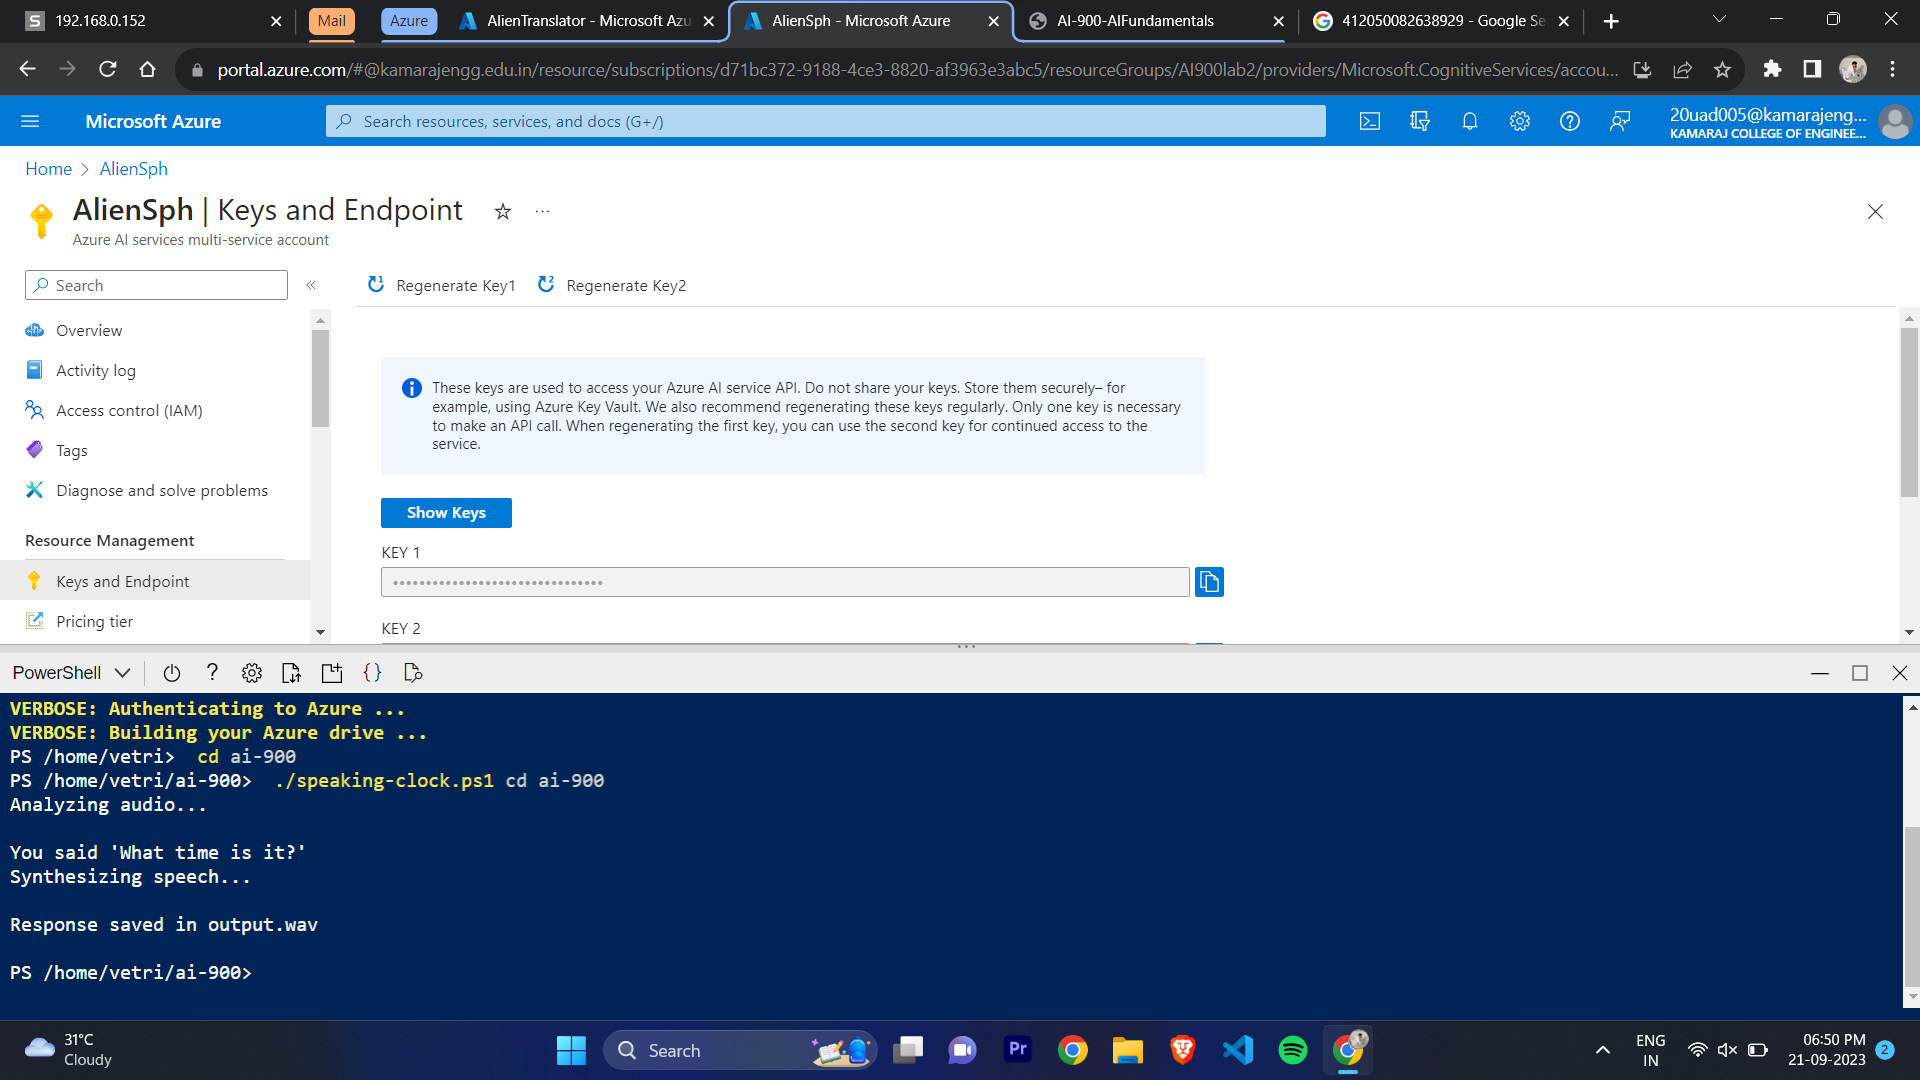 192.168.0.152
Mail
Azure
AlienTranslator - Microsoft Azu
AlienSph - Microsoft Azure
AI-900-AIFundamentals
412050082638929 - Google Se
portal.azure.com/#@kamarajengg.edu.in/resource/subscriptions/d71bc372-9188-4ce3-8820-af3963e3abc5/resourceGroups/AI900lab2/providers/Microsoft.CognitiveServices/accou...
Microsoft Azure
Search resources, services, and docs (G+/)
20uad005@kamarajeng...
KAMARAJ COLLEGE OF ENGINEE...
Home > AlienSph
AlienSph | Keys and Endpoint
Azure AI services multi-service account
Search
Regenerate Key1
Regenerate Key2
Overview
Activity log
Access control (IAM)
Tags
Diagnose and solve problems
Resource Management
Keys and Endpoint
Pricing tier
These keys are used to access your Azure AI service API. Do not share your keys. Store them securely– for
example, using Azure Key Vault. We also recommend regenerating these keys regularly. Only one key is necessary
to make an API call. When regenerating the first key, you can use the second key for continued access to the
service.
Show Keys
KEY 1
KEY 2
PowerShell
VERBOSE: Authenticating to Azure ...
VERBOSE: Building your Azure drive ...
PS /home/vetri> cd ai-900
PS /home/vetri/ai-900> ./speaking-clock.ps1 cd ai-900
Analyzing audio...
You said 'What time is it?'
Synthesizing speech...
Response saved in output.wav
PS /home/vetri/ai-900>
31°C
Cloudy
Search
Pr
ENG
IN
06:50 PM
21-09-2023
2